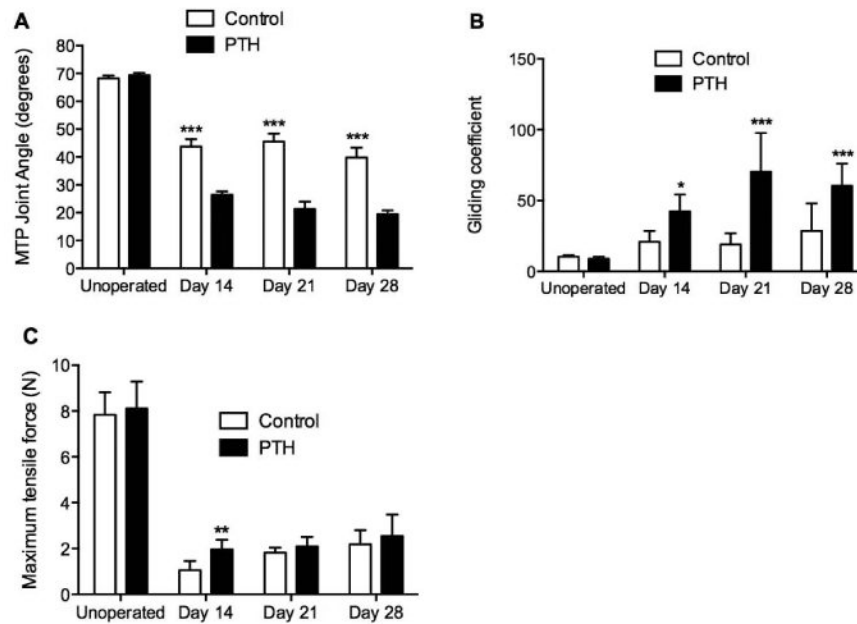 A
Control
PTH
MTP Joint Angle (degrees)
80
70
60
50
40
30
20
10
0
***
***
***
Unoperated Day 14 Day 21 Day 28
B
Control
PTH
Gliding coefficient
150
100
50
0
*
***
***
Unoperated Day 14 Day 21 Day 28
C
Control
PTH
Maximum tensile force (N)
10
8
6
4
2
0
**
Unoperated Day 14 Day 21 Day 28